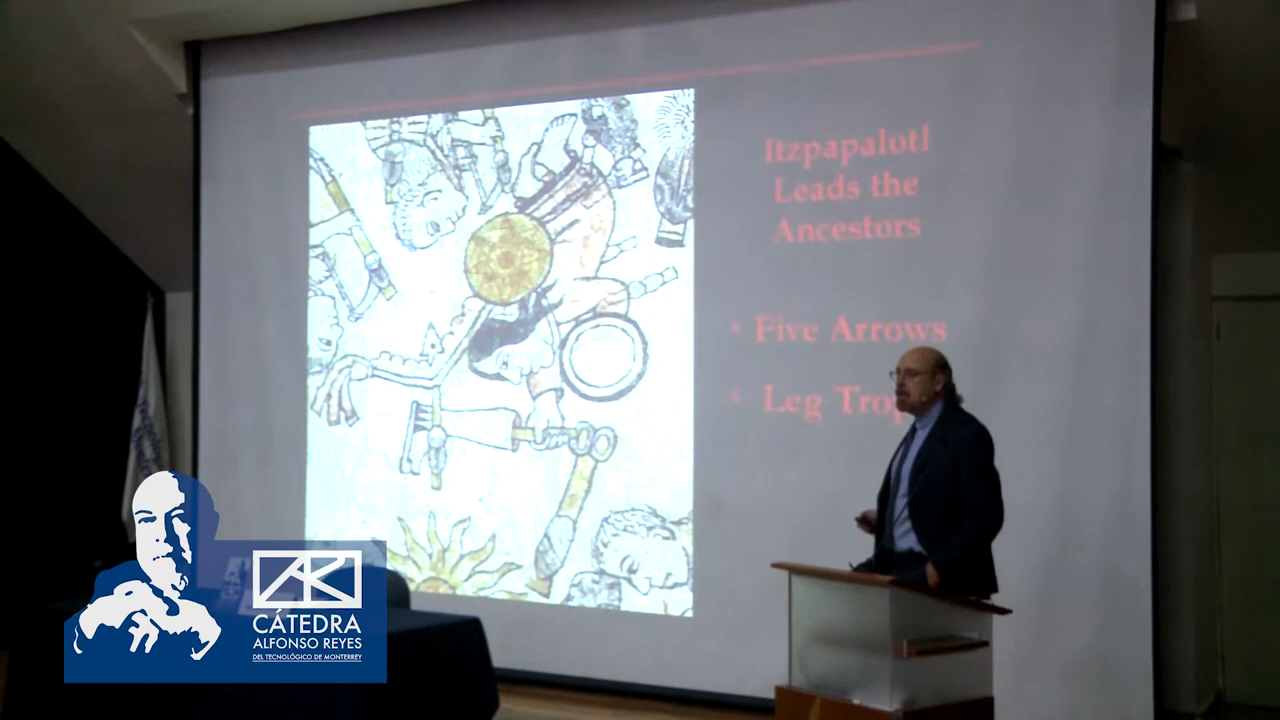 Itzpapalotl
Leads the
Ancestors
Five Arrows
Leg
CÁTEDRA
ALFONSO REYES
DEL TECNOLÓGICO DE MONTERREY